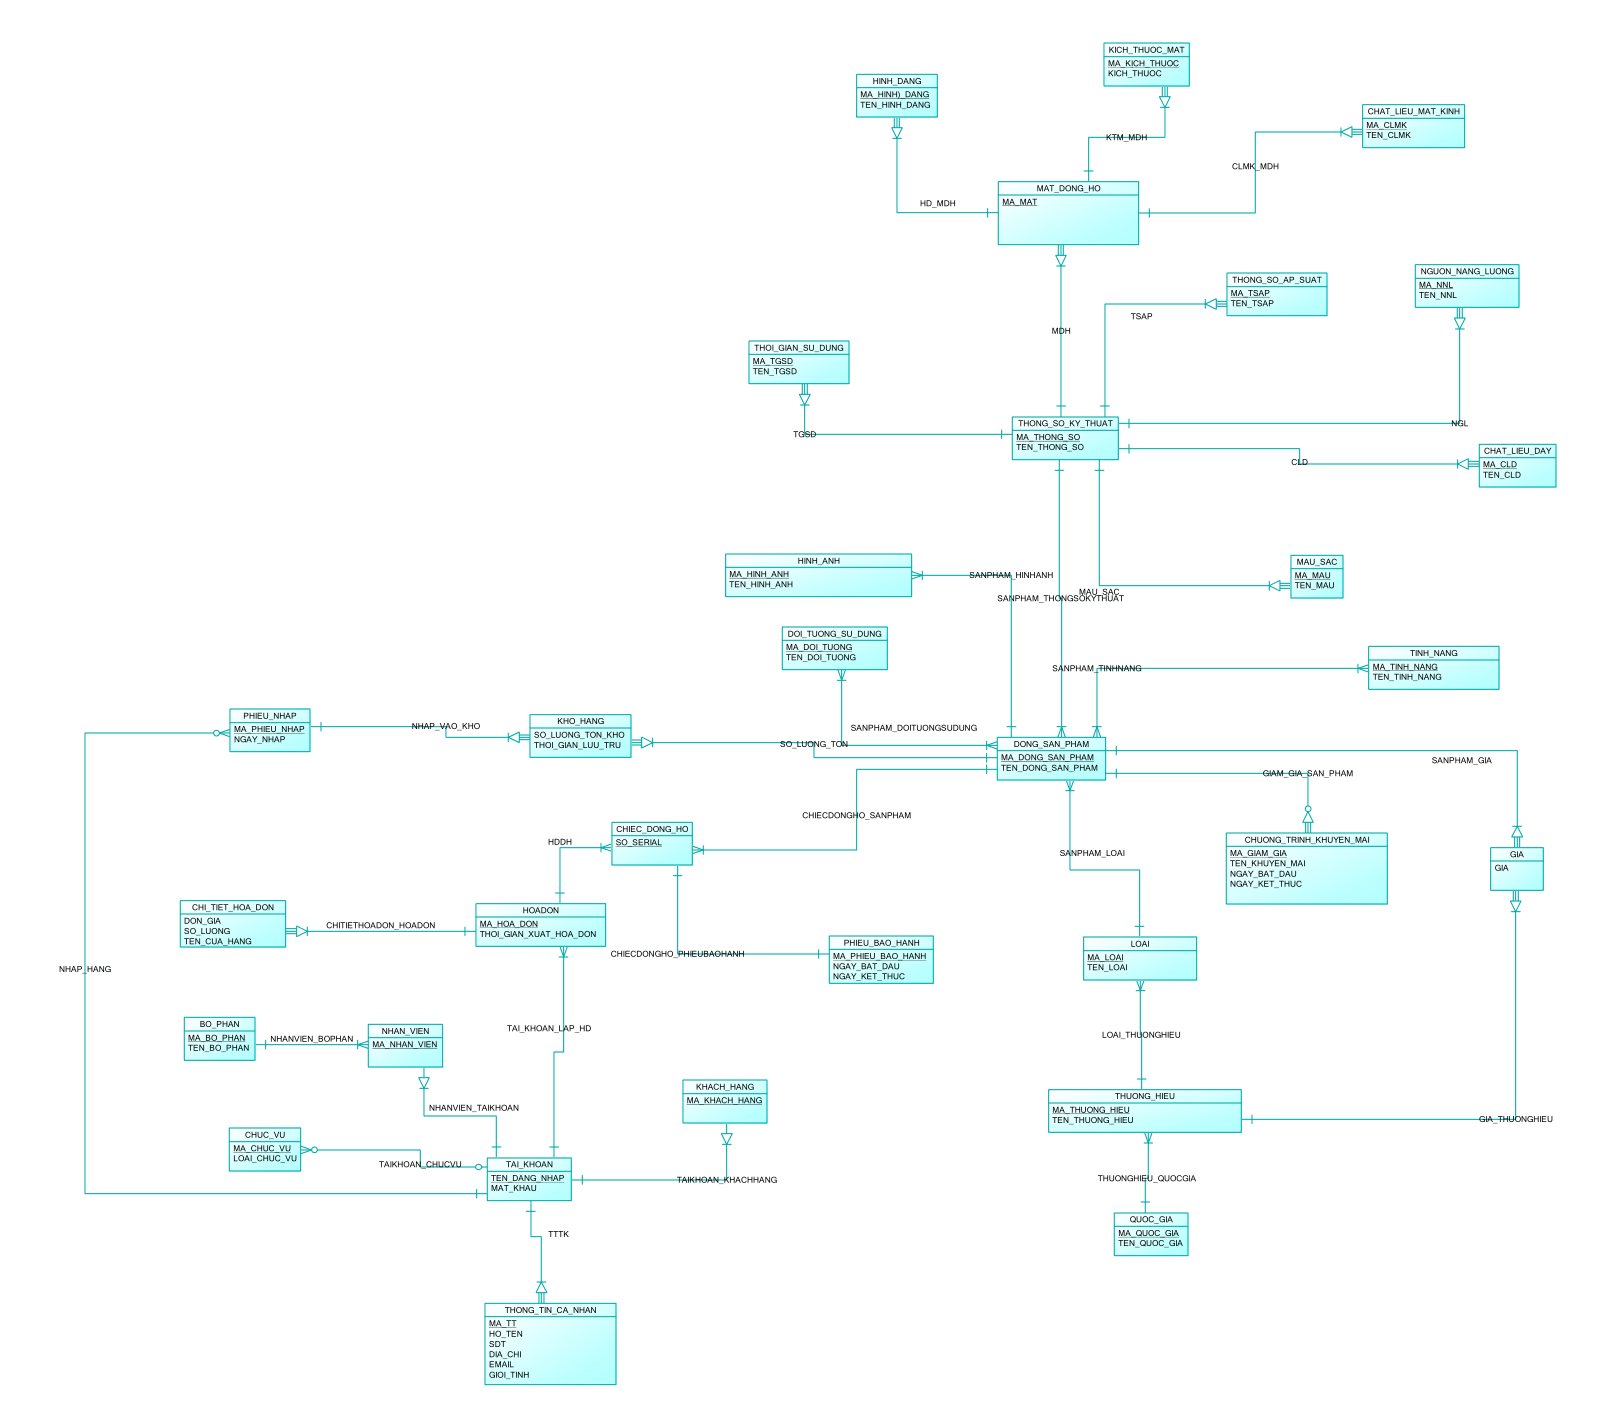 KICH_THUOC_MAT
MA_KICH_THUOC
KICH_THUOC
HINH_DANG
MA_HINH)_DANG
TEN_HINH_DANG
CHAT_LIEU_MAT_KINH
MA_CLMK
TEN_CLMK
KTM_MDH
CLMK_MDH
MAT_DONG_HO
MA_MAT
HD_MDH
THONG_SO_AP_SUAT
MA_TSAP
TEN_TSAP
NGUON_NANG_LUONG
MA_NNL
TEN_NNL
TSAP
MDH
THOI_GIAN_SU_DUNG
MA_TGSD
TEN_TGSD
THONG_SO_KY_THUAT
MA_THONG_SO
TEN_THONG_SO
NGL
TGSD
CLD
CHAT_LIEU_DAY
MA_CLD
TEN_CLD
HINH_ANH
MA_HINH_ANH
TEN_HINH_ANH
SANPHAM_HINHANH
MAU_SAC
MA_MAU
TEN_MAU
MAU_SAC
SANPHAM_THONGSOKYTHUAT
DOI_TUONG_SU_DUNG
MA_DOI_TUONG
TEN_DOI_TUONG
TINH_NANG
MA_TINH_NANG
TEN_TINH_NANG
SANPHAM_TINHNANG
PHIEU_NHAP
MA_PHIEU_NHAP
NGAY_NHAP
NHAP_VAO_KHO
KHO_HANG
SO_LUONG_TON_KHO
THOI_GIAN_LUU_TRU
SANPHAM_DOITUONGSUDUNG
SO_LUONG_TON
DONG_SAN_PHAM
MA_DONG_SAN_PHAM
TEN_DONG_SAN_PHAM
SANPHAM_GIA
GIAM_GIA_SAN_PHAM
CHIECDONGHO_SANPHAM
CHIEC_DONG_HO
SO_SERIAL
HDDH
SANPHAM_LOAI
CHUONG_TRINH_KHUYEN_MAI
MA_GIAM_GIA
TEN_KHUYEN_MAI
NGAY_BAT_DAU
NGAY_KET_THUC
GIA
GIA
CHI_TIET_HOA_DON
DON_GIA
SO_LUONG
TEN_CUA_HANG
CHITIETHOADON_HOADON
HOADON
MA_HOA_DON
THOI_GIAN_XUAT_HOA_DON
CHIECDONGHO_PHIEUBAOHANH
PHIEU_BAO_HANH
MA_PHIEU_BAO_HANH
NGAY_BAT_DAU
NGAY_KET_THUC
LOAI
MA_LOAI
TEN_LOAI
NHAP_HANG
BO_PHAN
MA_BO_PHAN
TEN_BO_PHAN
NHANVIEN_BOPHAN
NHAN_VIEN
MA_NHAN_VIEN
TAI_KHOAN_LAP_HD
LOAI_THUONGHIEU
KHACH_HANG
MA_KHACH_HANG
NHANVIEN_TAIKHOAN
THUONG_HIEU
MA_THUONG_HIEU
TEN_THUONG_HIEU
GIA_THUONGHIEU
CHUC_VU
MA_CHUC_VU
LOAI_CHUC_VU
TAIKHOAN_CHUCVU
TAI_KHOAN
TEN_DANG_NHAP
MAT_KHAU
TAIKHOAN_KHACHHANG
THUONGHIEU_QUOCGIA
QUOC_GIA
MA_QUOC_GIA
TEN_QUOC_GIA
TTTK
THONG_TIN_CA_NHAN
MA_TT
HO_TEN
SDT
DIA_CHI
EMAIL
GIOI_TINH